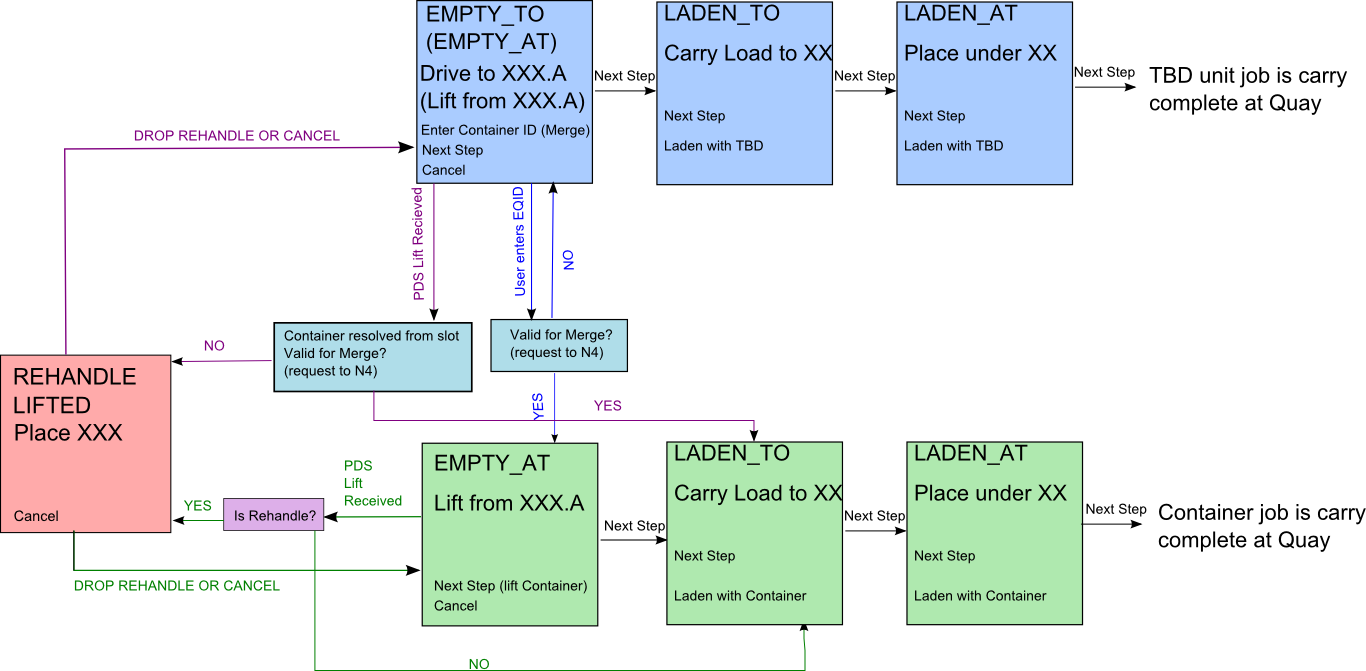 EMPTY_TO
(EMPTY_AT)
Drive to XXX.A
(Lift from XXX.A)
Enter Container ID (Merge)
Next Step
Cancel
Next Step
LADEN_TO
Carry Load to XX
Next Step
Laden with TBD
Next Step
LADEN_AT
Place under XX
Next Step
Laden with TBD
Next Step
TBD unit job is carry
complete at Quay
DROP REHANDLE OR CANCEL
PDS Lift Recieved
User enters EQID
NO
Container resolved from slot
Valid for Merge?
(request to N4)
Valid for Merge?
(request to N4)
NO
YES
YES
REHANDLE
LIFTED
Place XXX
Cancel
YES
Is Rehandle?
PDS
Lift
Received
DROP REHANDLE OR CANCEL
NO
EMPTY_AT
Lift from XXX.A
Next Step (lift Container)
Cancel
Next Step
LADEN_TO
Carry Load to XX
Next Step
Laden with Container
Next Step
LADEN_AT
Place under XX
Next Step
Laden with Container
Next Step
Container job is carry
complete at Quay